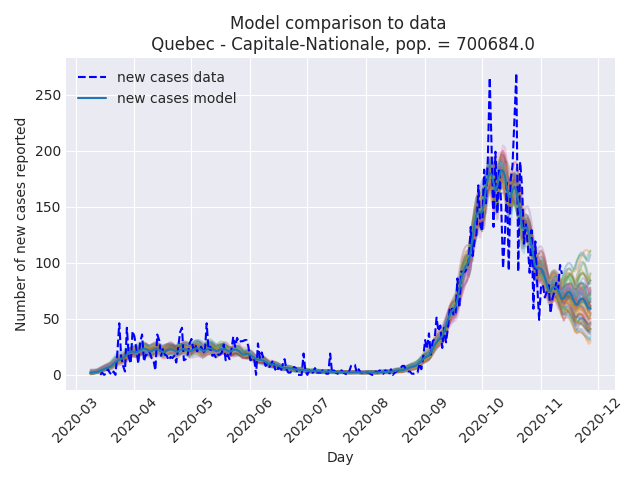 Model comparison to data
Quebec - Capitale-Nationale, pop. = 700684.0
new cases data
new cases model
Number of new cases reported
250
200
150
100
50
0
2020-03
2020-04
2020-05
2020-06
2020-07
2020-08
2020-09
2020-10
2020-11
2020-12
Day